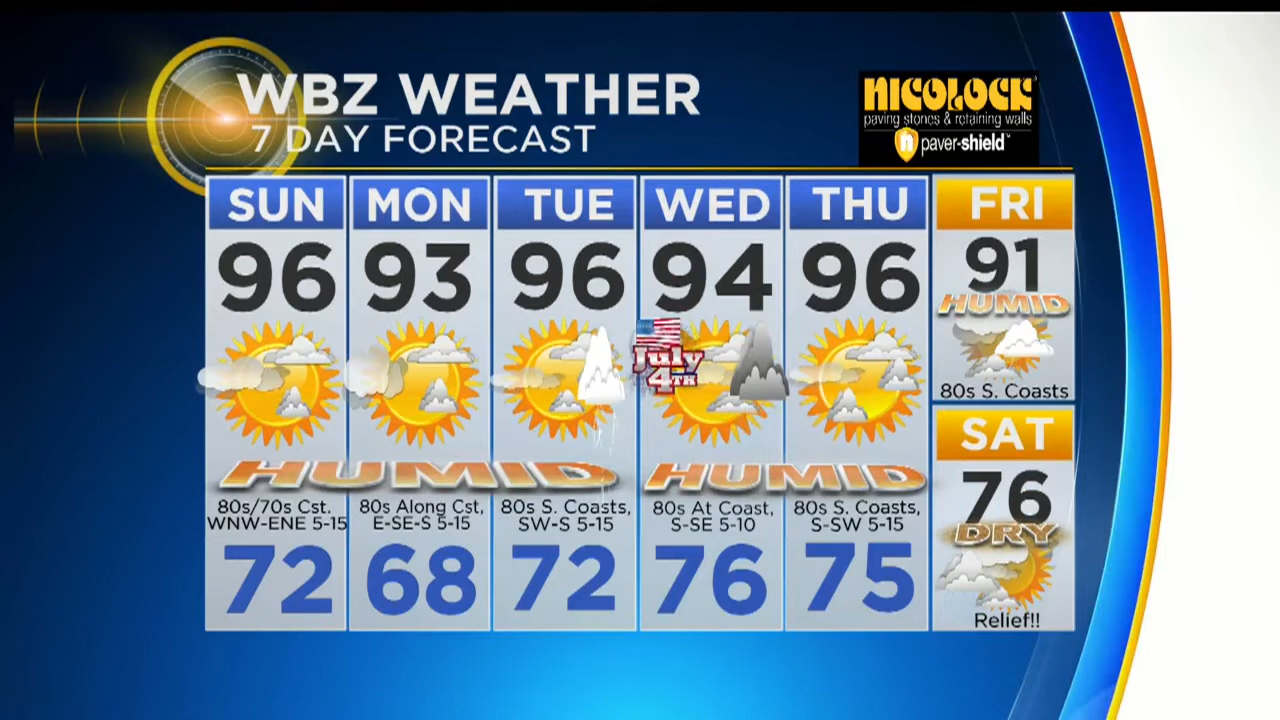 WBZ WEATHER
7 DAY FORECAST
NICOLOCK
paving stones & retaining walls
n paver-shield™
SUN
96
HUMID
80s/70s Cst.
WNW-ENE 5-15
72
MON
93
80s Along Cst,
E-SE-S 5-15
68
TUE
96
80s S. Coasts,
SW-S 5-15
72
WED
94
July
4TH
HUMID
80s At Coast,
S-SE 5-10
76
THU
96
80s S. Coasts,
S-SW 5-15
75
FRI
91
HUMID
80s S. Coasts
SAT
76
DRY
Relief!!